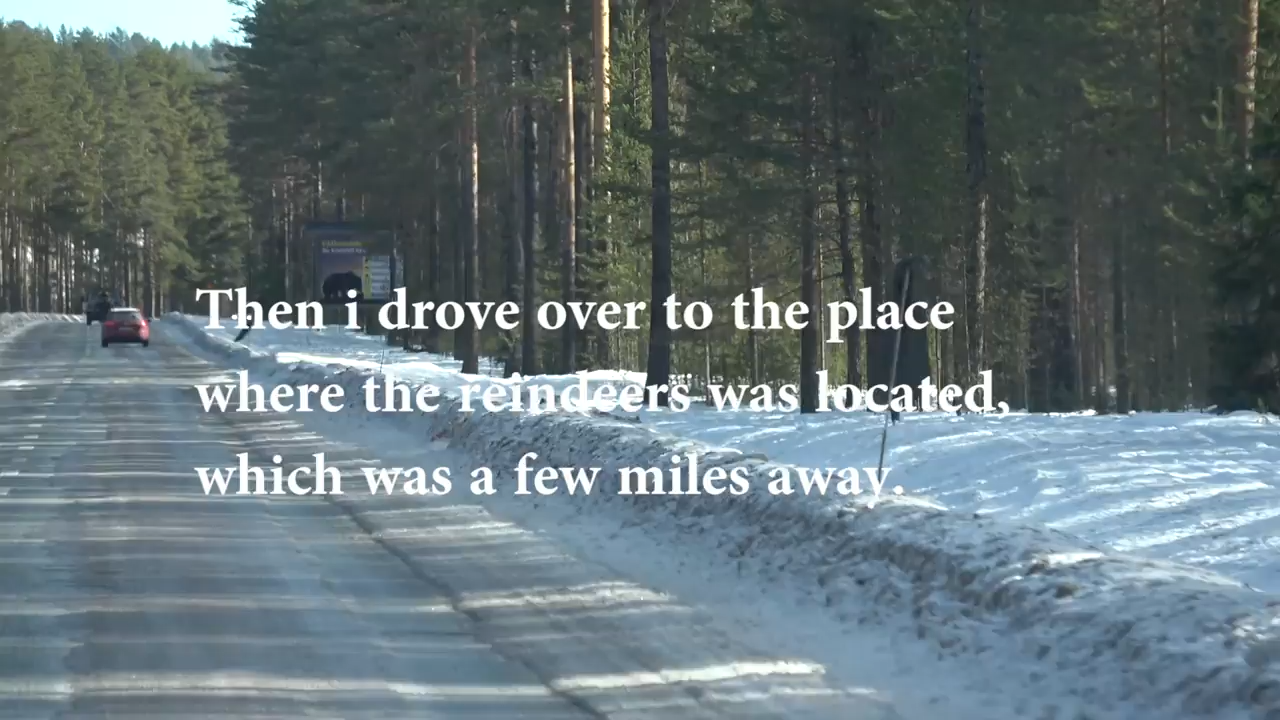 Then i drove over to the place
where the reindeers was located,
which was a few miles away.